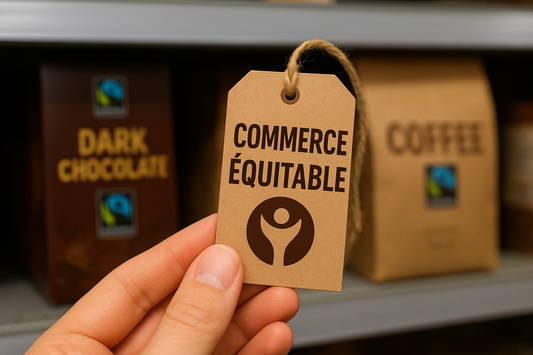 COMMERCE
ÉQUITABLE
DARK
CHOCOLATE
COFFEE